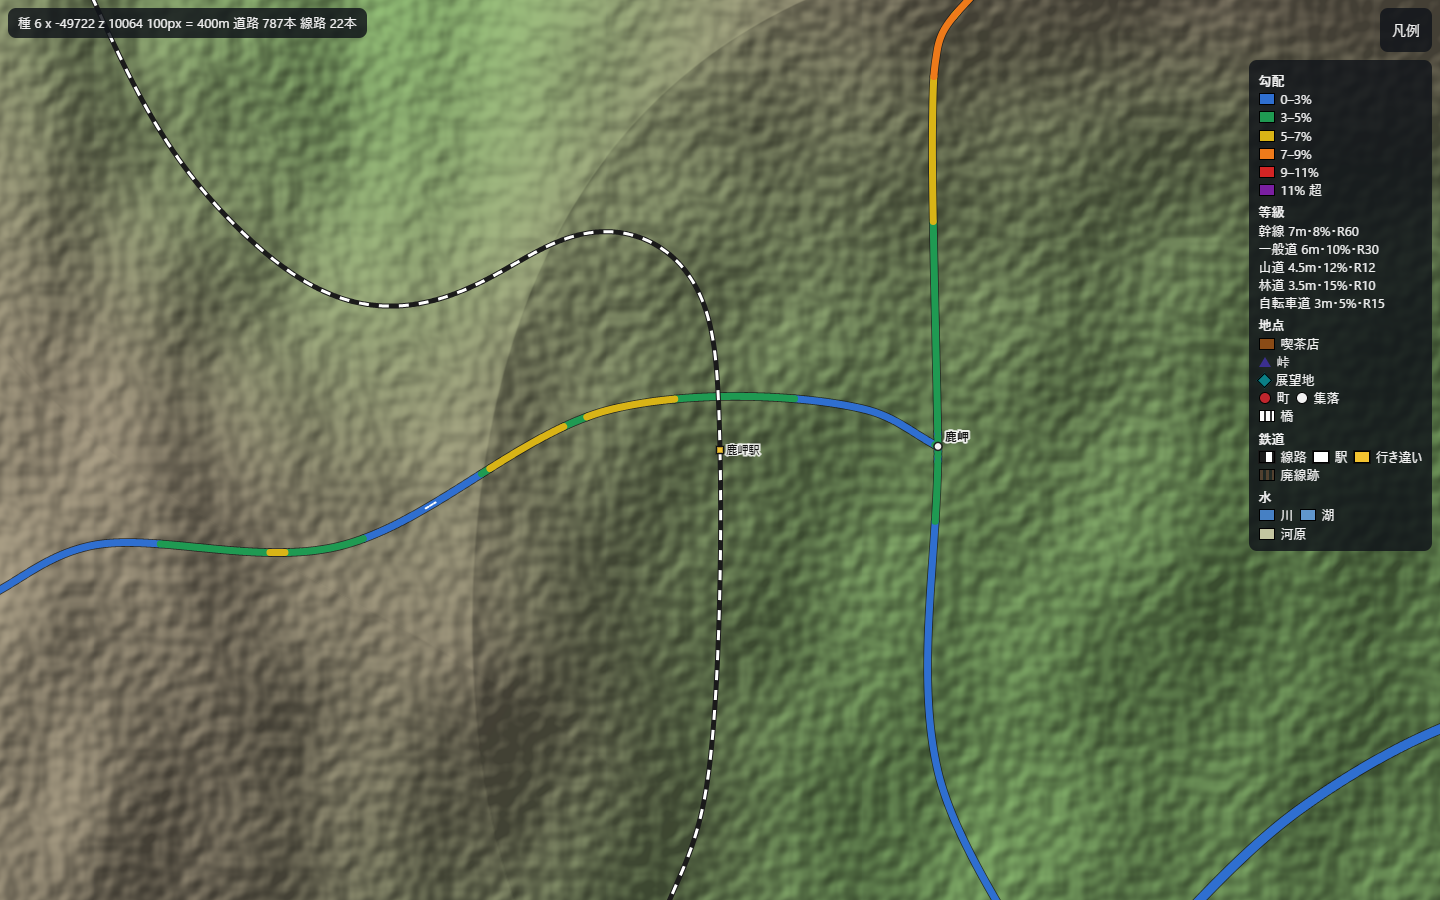 種 6 x -49722 z 10064 100px = 400m 道路 787本 線路 22本
凡例
勾配
0–3%
3–5%
5–7%
7–9%
9–11%
11% 超
等級
幹線 7m·8%·R60
一般道 6m·10%·R30
山道 4.5m·12%·R12
林道 3.5m·15%·R10
自転車道 3m·5%·R15
地点
喫茶店
峠
展望地
町 集落
橋
鉄道
線路 駅 行き違い
廃線跡
水
川 湖
河原
鹿岬
鹿岬駅